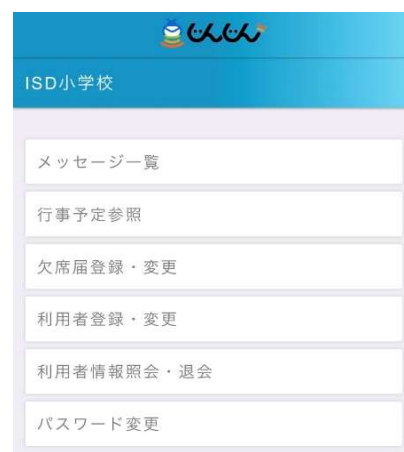 じんじん
ISD小学校
メッセージ一覧
行事予定参照
欠席届登録・変更
利用者登録・変更
利用者情報照会・退会
パスワード変更